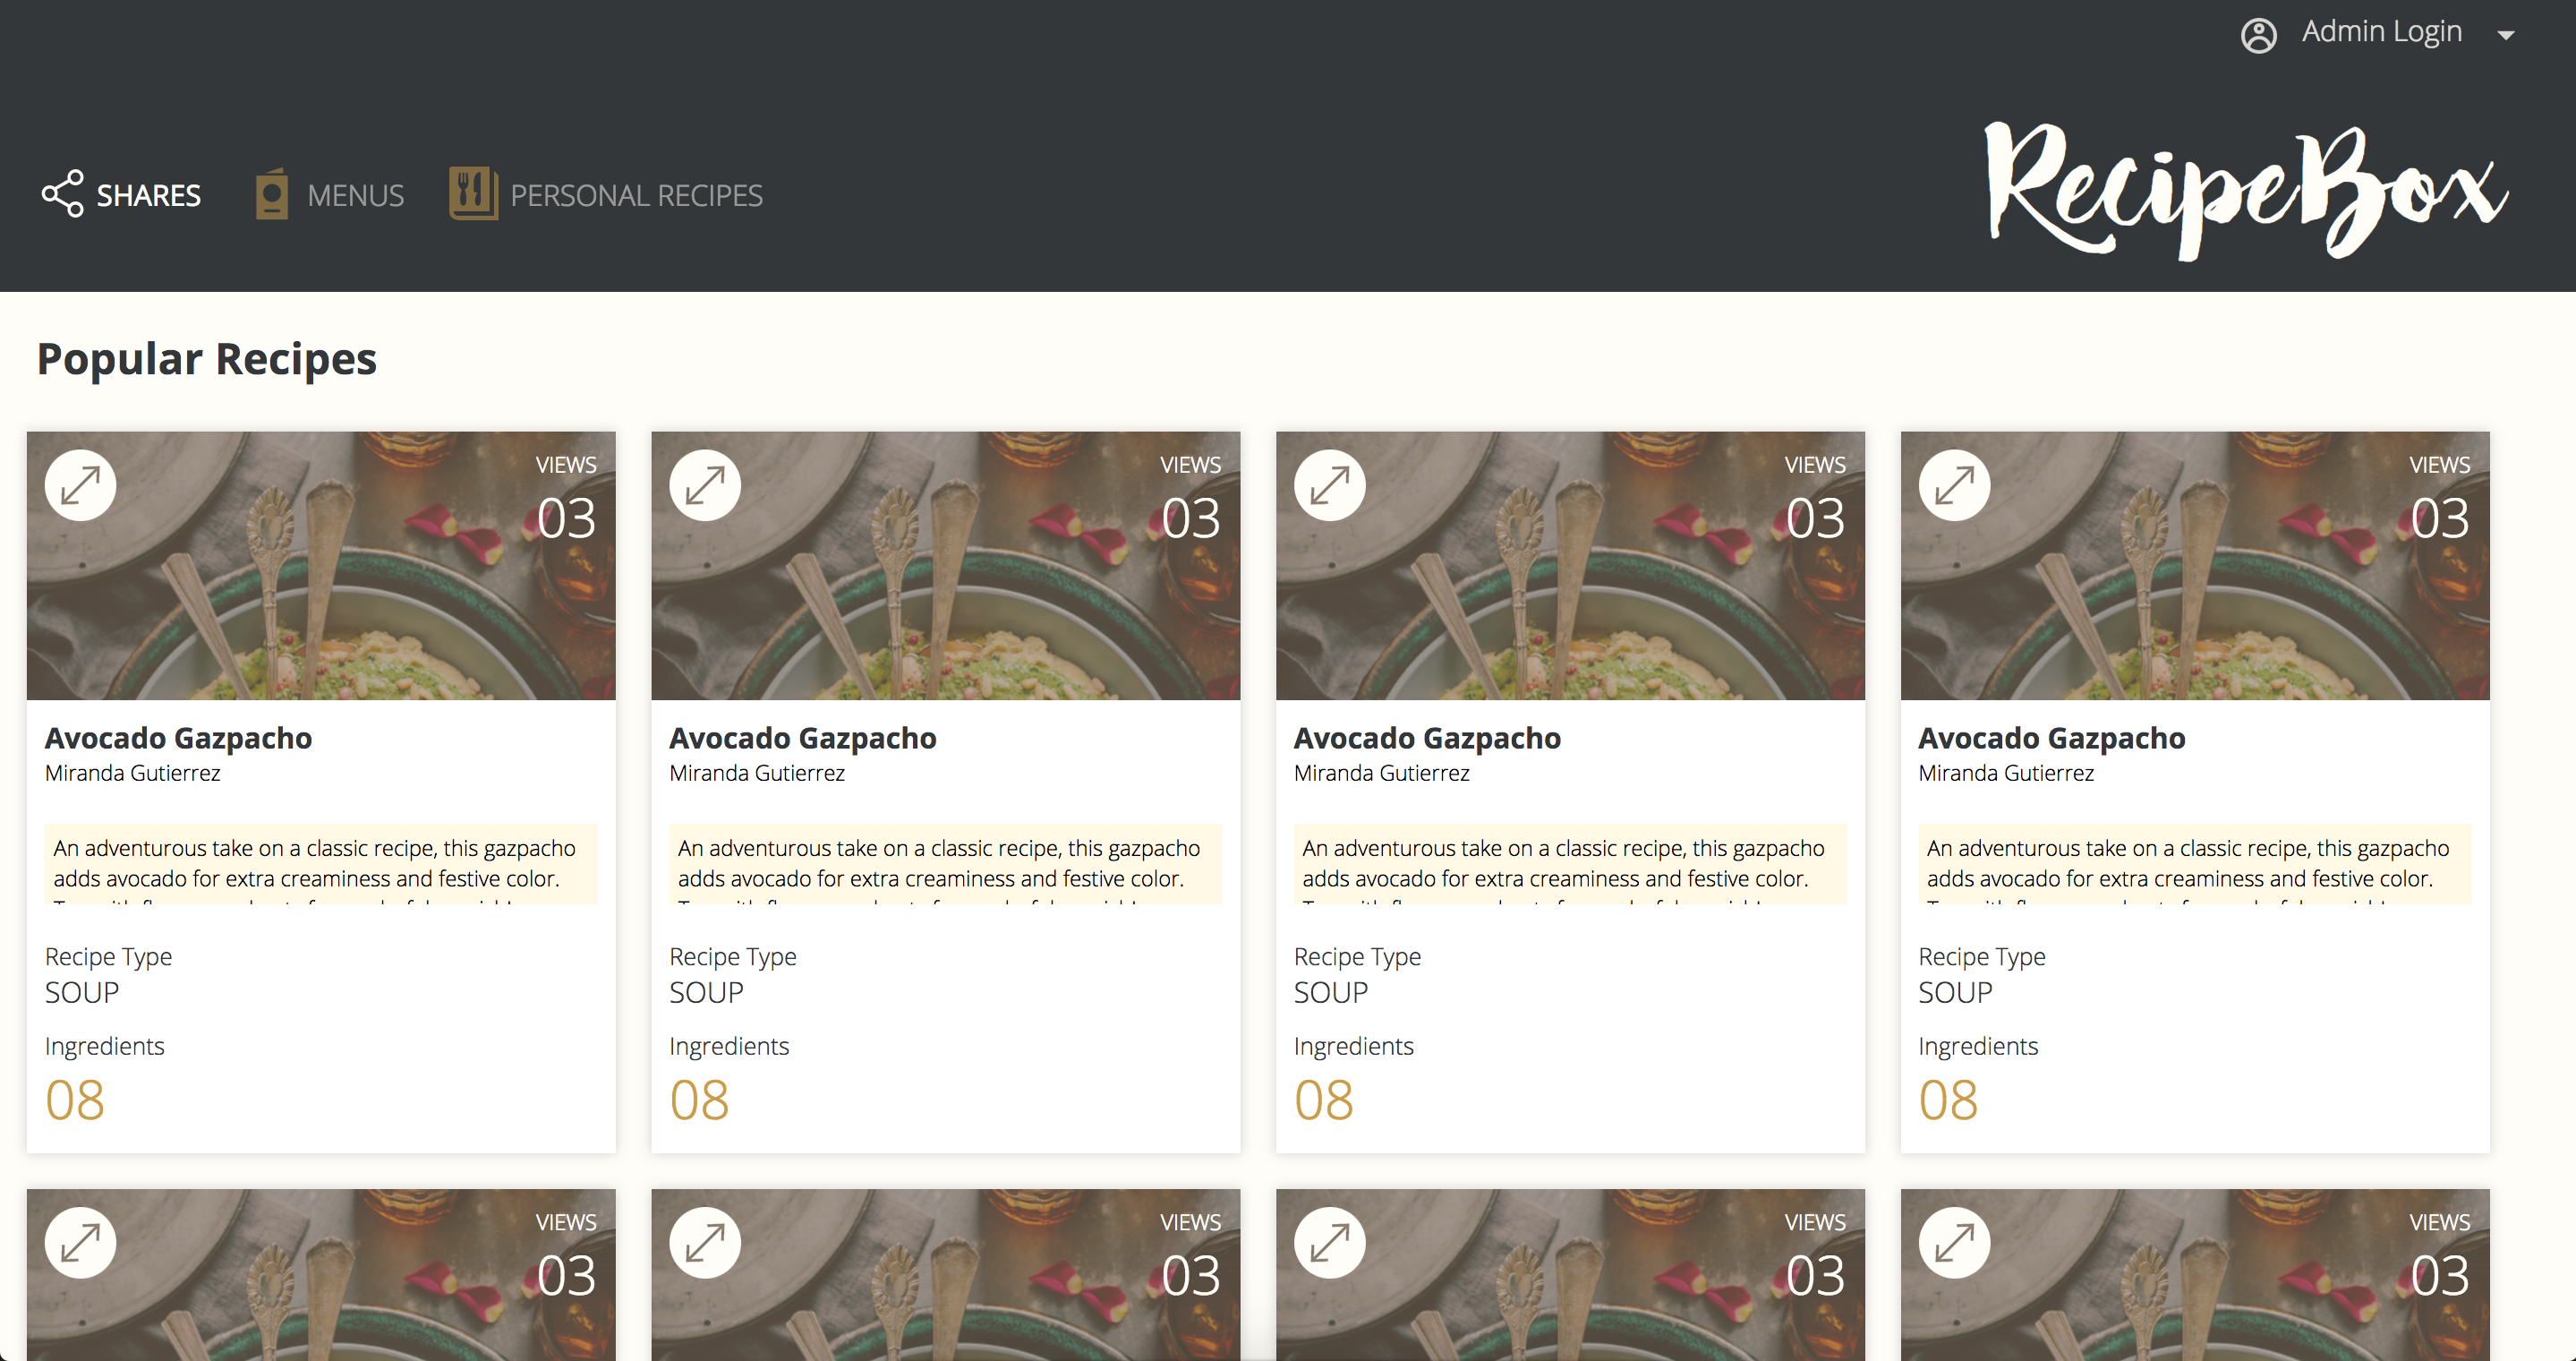 Admin Login
SHARES MENUS PERSONAL RECIPES
RecipeBox
Popular Recipes
VIEWS
03
Avocado Gazpacho
Miranda Gutierrez
An adventurous take on a classic recipe, this gazpacho
adds avocado for extra creaminess and festive color.
Recipe Type
SOUP
Ingredients
08
VIEWS
03
Avocado Gazpacho
Miranda Gutierrez
An adventurous take on a classic recipe, this gazpacho
adds avocado for extra creaminess and festive color.
Recipe Type
SOUP
Ingredients
08
VIEWS
03
Avocado Gazpacho
Miranda Gutierrez
An adventurous take on a classic recipe, this gazpacho
adds avocado for extra creaminess and festive color.
Recipe Type
SOUP
Ingredients
08
VIEWS
03
Avocado Gazpacho
Miranda Gutierrez
An adventurous take on a classic recipe, this gazpacho
adds avocado for extra creaminess and festive color.
Recipe Type
SOUP
Ingredients
08
VIEWS
03
VIEWS
03
VIEWS
03
VIEWS
03